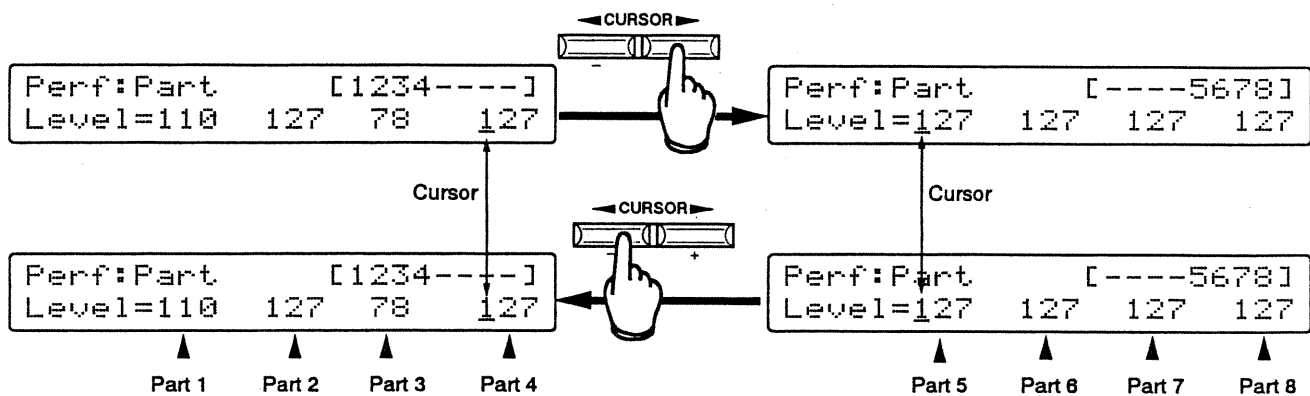 ◄CURSOR►
−
Perf:Part [1234----]
Level=110 127 78 127
Perf:Part [----5678]
Level=127 127 127 127
Cursor
Cursor
◄CURSOR►
− +
Perf:Part [1234----]
Level=110 127 78 127
Perf:Part [----5678]
Level=127 127 127 127
Part 1 Part 2 Part 3 Part 4 Part 5 Part 6 Part 7 Part 8